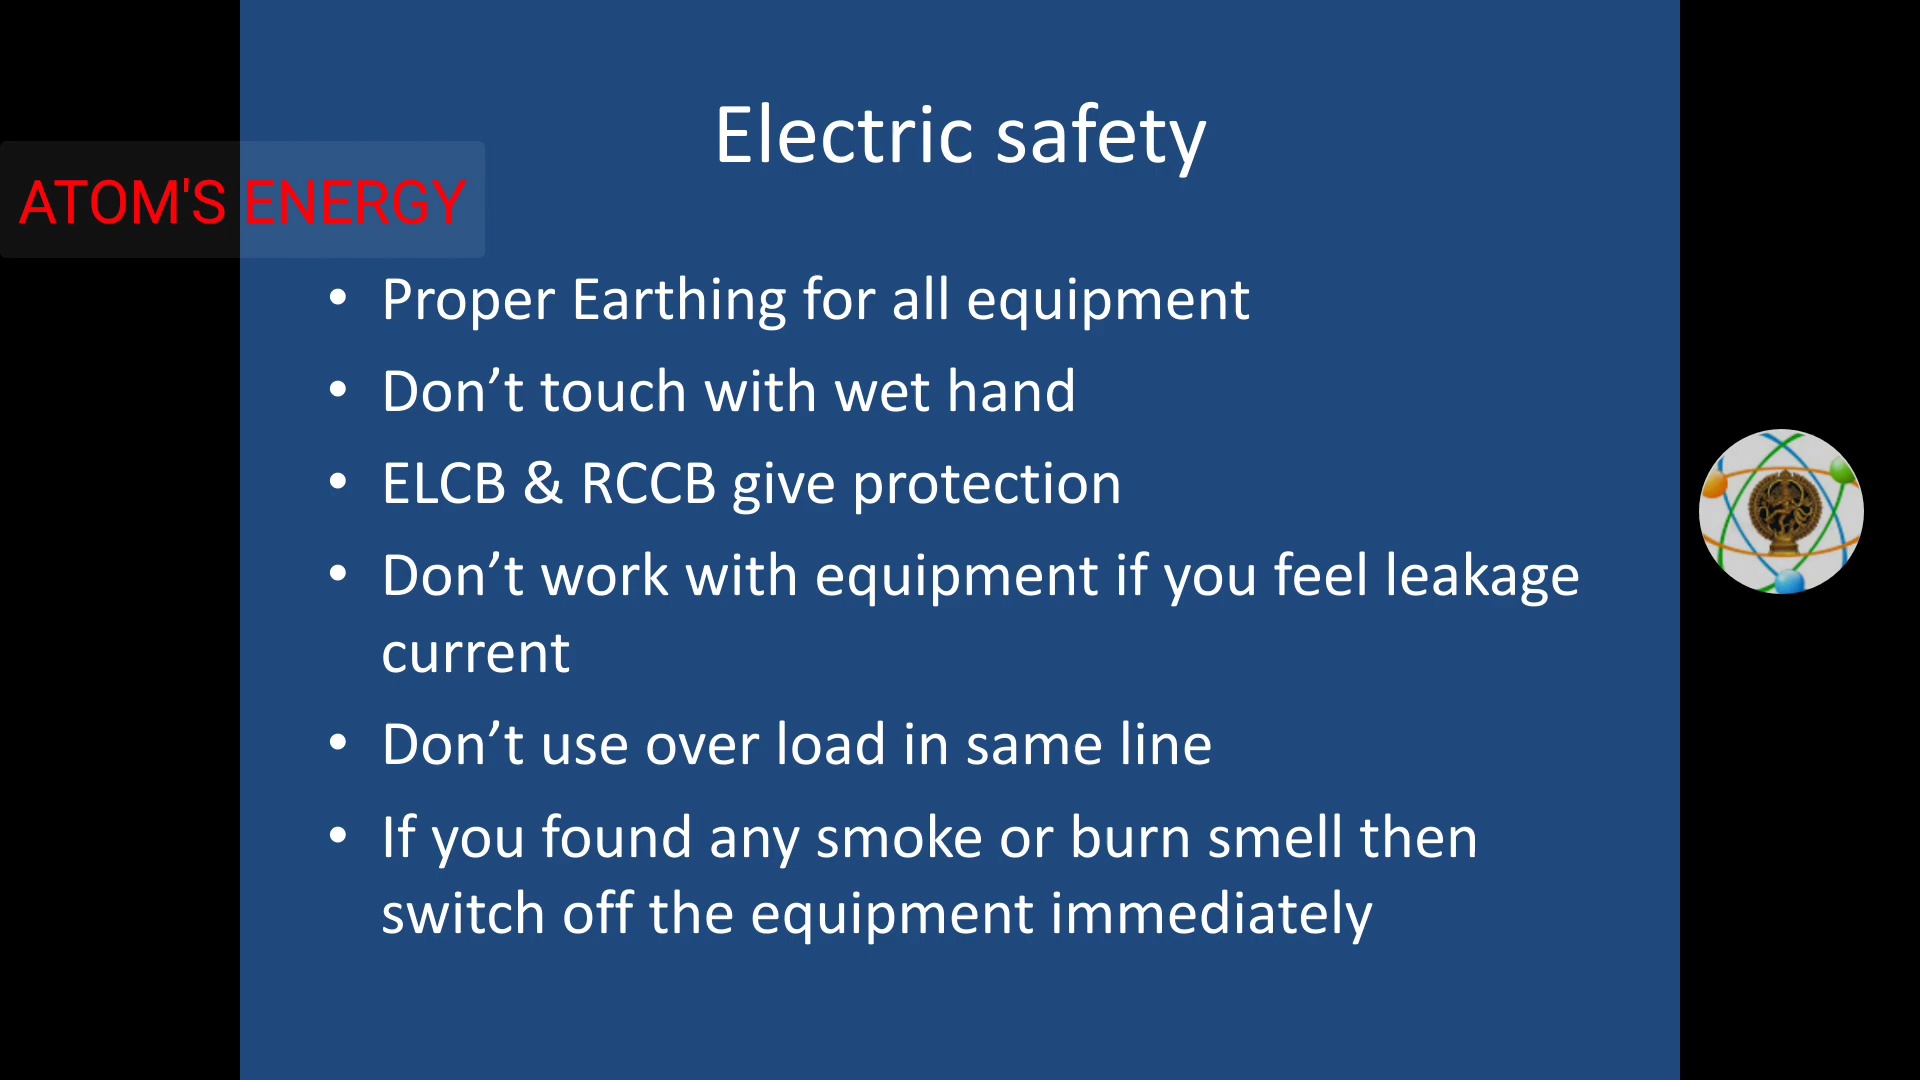 Electric safety
ATOM'S ENERGY
• Proper Earthing for all equipment
• Don’t touch with wet hand
• ELCB & RCCB give protection
• Don’t work with equipment if you feel leakage
current
• Don’t use over load in same line
• If you found any smoke or burn smell then
switch off the equipment immediately